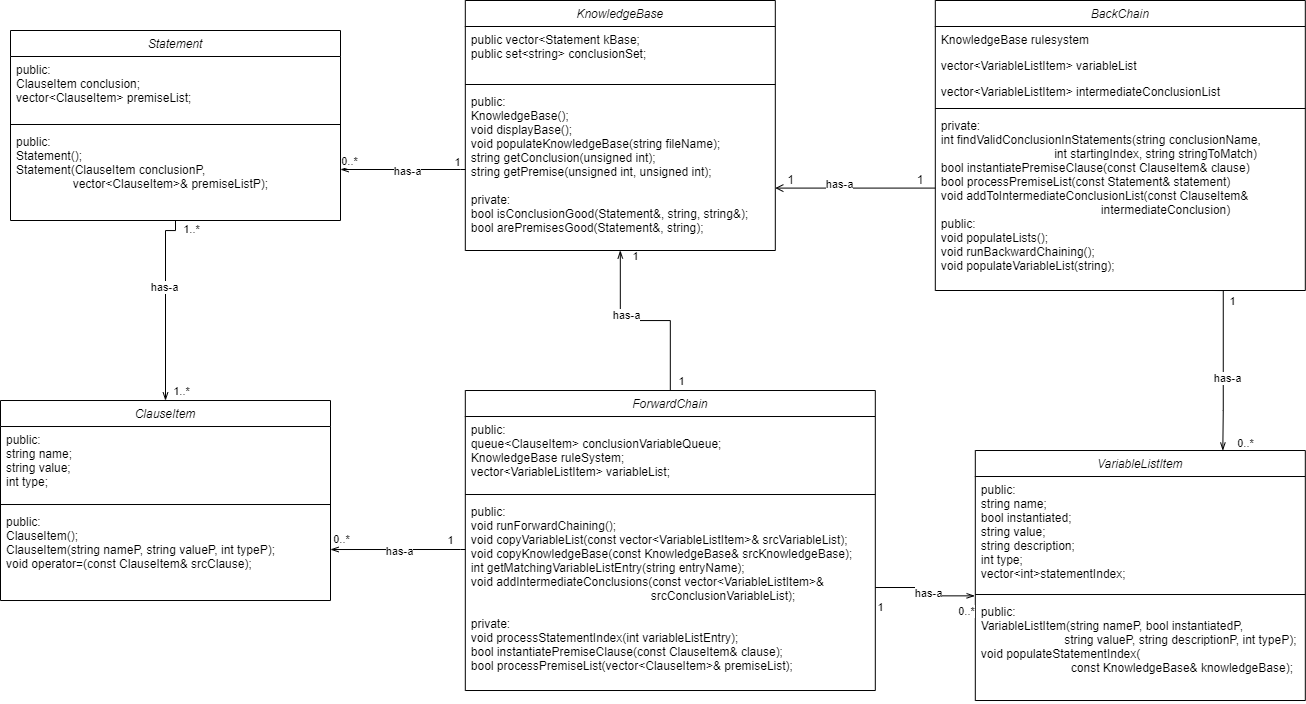 Statement
public:
ClauseItem conclusion;
vector<ClauseItem> premiseList;
public:
Statement();
Statement(ClauseItem conclusionP,
vector<ClauseItem>& premiseListP);
0..*
has-a
1
KnowledgeBase
public vector<Statement kBase;
public set<string> conclusionSet;
public:
KnowledgeBase();
void displayBase();
void populateKnowledgeBase(string fileName);
string getConclusion(unsigned int);
string getPremise(unsigned int, unsigned int);
private:
bool isConclusionGood(Statement&, string, string&);
bool arePremisesGood(Statement&, string);
1
has-a
1
BackChain
KnowledgeBase rulesystem
vector<VariableListItem> variableList
vector<VariableListItem> intermediateConclusionList
private:
int findValidConclusionInStatements(string conclusionName,
int startingIndex, string stringToMatch)
bool instantiatePremiseClause(const ClauseItem& clause)
bool processPremiseList(const Statement& statement)
void addToIntermediateConclusionList(const ClauseItem&
intermediateConclusion)
public:
void populateLists();
void runBackwardChaining();
void populateVariableList(string);
1..*
has-a
1..*
1
has-a
1
1
has-a
0..*
ClauseItem
public:
string name;
string value;
int type;
public:
ClauseItem();
ClauseItem(string nameP, string valueP, int typeP);
void operator=(const ClauseItem& srcClause);
0..*
has-a
1
ForwardChain
public:
queue<ClauseItem> conclusionVariableQueue;
KnowledgeBase ruleSystem;
vector<VariableListItem> variableList;
public:
void runForwardChaining();
void copyVariableList(const vector<VariableListItem>& srcVariableList);
void copyKnowledgeBase(const KnowledgeBase& srcKnowledgeBase);
int getMatchingVariableListEntry(string entryName);
void addIntermediateConclusions(const vector<VariableListItem>&
srcConclusionVariableList);
private:
void processStatementIndex(int variableListEntry);
bool instantiatePremiseClause(const ClauseItem& clause);
bool processPremiseList(vector<ClauseItem>& premiseList);
1
has-a
0..*
VariableListItem
public:
string name;
bool instantiated;
string value;
string description;
int type;
vector<int>statementIndex;
public:
VariableListItem(string nameP, bool instantiatedP,
string valueP, string descriptionP, int typeP);
void populateStatementIndex(
const KnowledgeBase& knowledgeBase);